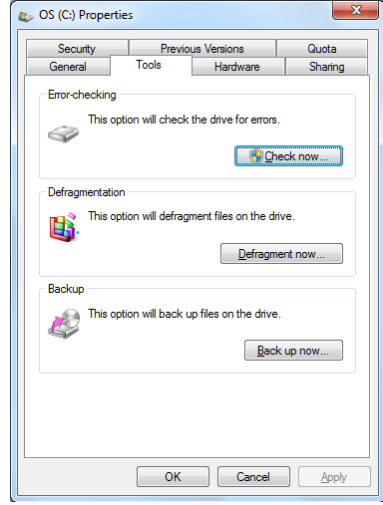 OS (C:) Properties
Security Previous Versions Quota
General Tools Hardware Sharing
Error-checking
This option will check the drive for errors.
Check now...
Defragmentation
This option will defragment files on the drive.
Defragment now...
Backup
This option will back up files on the drive.
Back up now...
OK Cancel Apply